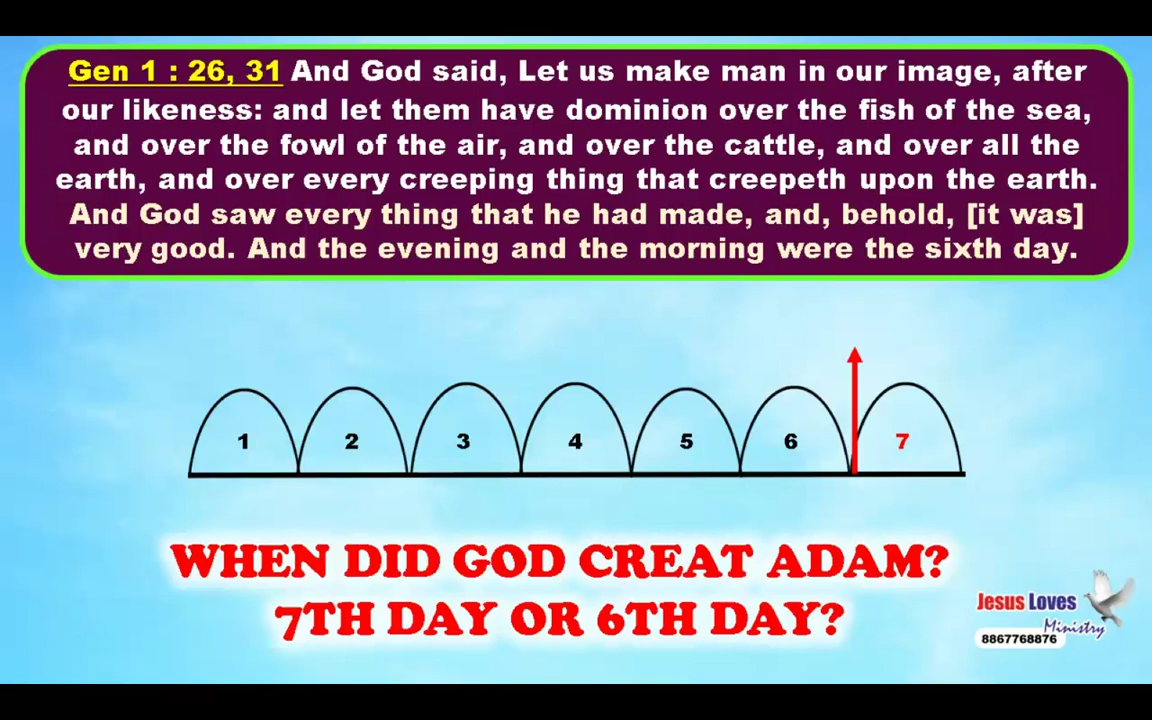 Gen 1 : 26, 31 And God said, Let us make man in our image, after
our likeness: and let them have dominion over the fish of the sea,
and over the fowl of the air, and over the cattle, and over all the
earth, and over every creeping thing that creepeth upon the earth.
And God saw every thing that he had made, and, behold, [it was]
very good. And the evening and the morning were the sixth day.
1 2 3 4 5 6 7
WHEN DID GOD CREAT ADAM?
7TH DAY OR 6TH DAY?
Jesus Loves
Ministry
8867768876